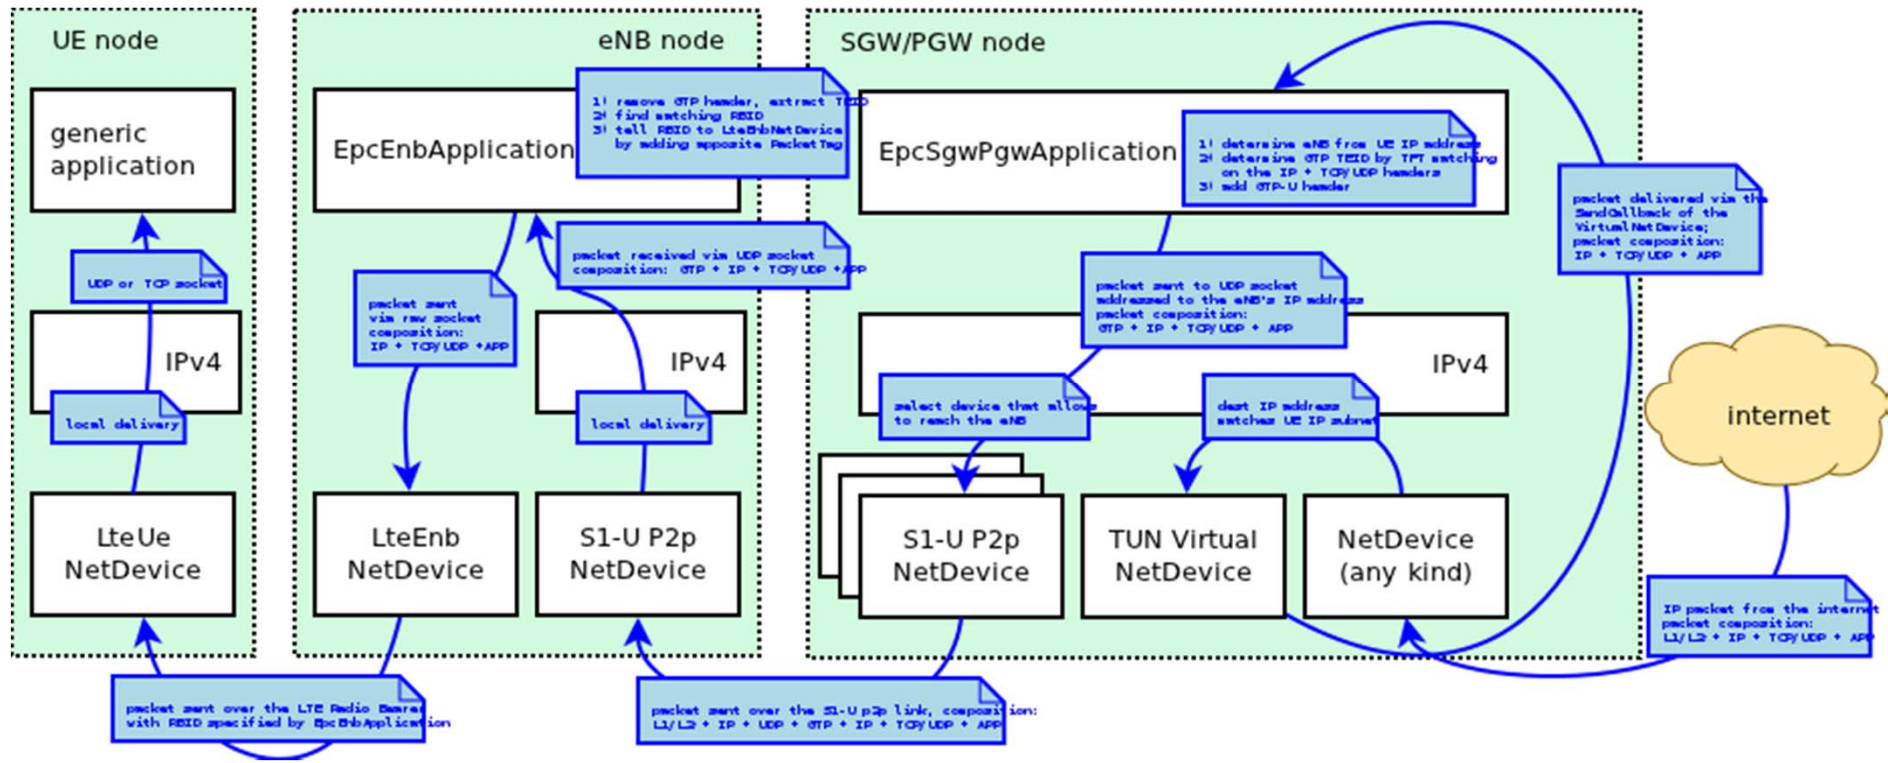 UE node
generic
application
UDP or TCP socket
IPv4
local delivery
LteUe
NetDevice
packet sent over the LTE Radio Bearer
with RBID specified by EpcEnbApplication
eNB node
EpcEnbApplication
1) remove GTP header, extract TEID
2) find matching RBID
3) tell RBID to LteEnbNetDevice
by adding apposite PacketTag
packet received via UDP socket
composition: GTP + IP + TCP/UDP +APP
packet sent
via raw socket
composition:
IP + TCP/UDP +APP
IPv4
local delivery
LteEnb
NetDevice
S1-U P2p
NetDevice
packet sent over the S1-U p2p link, composition:
L1/L2 + IP + UDP + GTP + IP + TCP/UDP + APP
SGW/PGW node
EpcSgwPgwApplication
1) determine eNB from UE IP address
2) determine GTP TEID by TFT matching
on the IP + TCP/UDP headers
3) add GTP-U header
packet sent to UDP socket
addressed to the eNB's IP address
packet composition:
GTP + IP + TCP/UDP + APP
IPv4
select device that allows
to reach the eNB
dest IP address
matches UE IP subnet
S1-U P2p
NetDevice
TUN Virtual
NetDevice
NetDevice
(any kind)
packet delivered via the
SendCallback of the
VirtualNetDevice;
packet composition:
IP + TCP/UDP + APP
internet
IP packet from the internet
packet composition:
L1/L2 + IP + TCP/UDP + APP